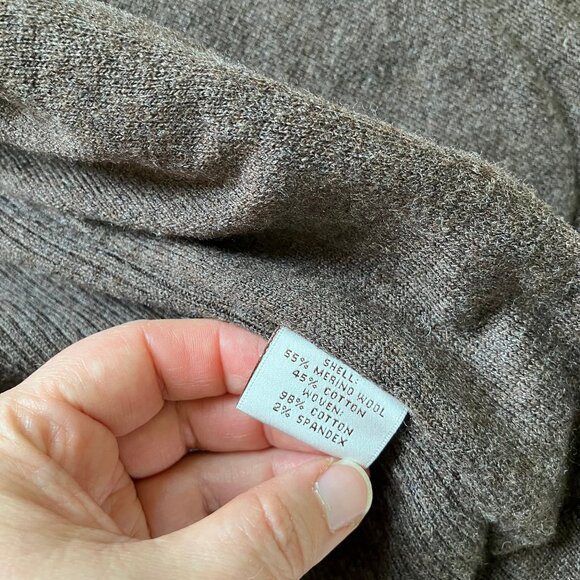 SHELL:
55% MERINO WOOL
45% COTTON
WOVEN:
98% COTTON
2% SPANDEX